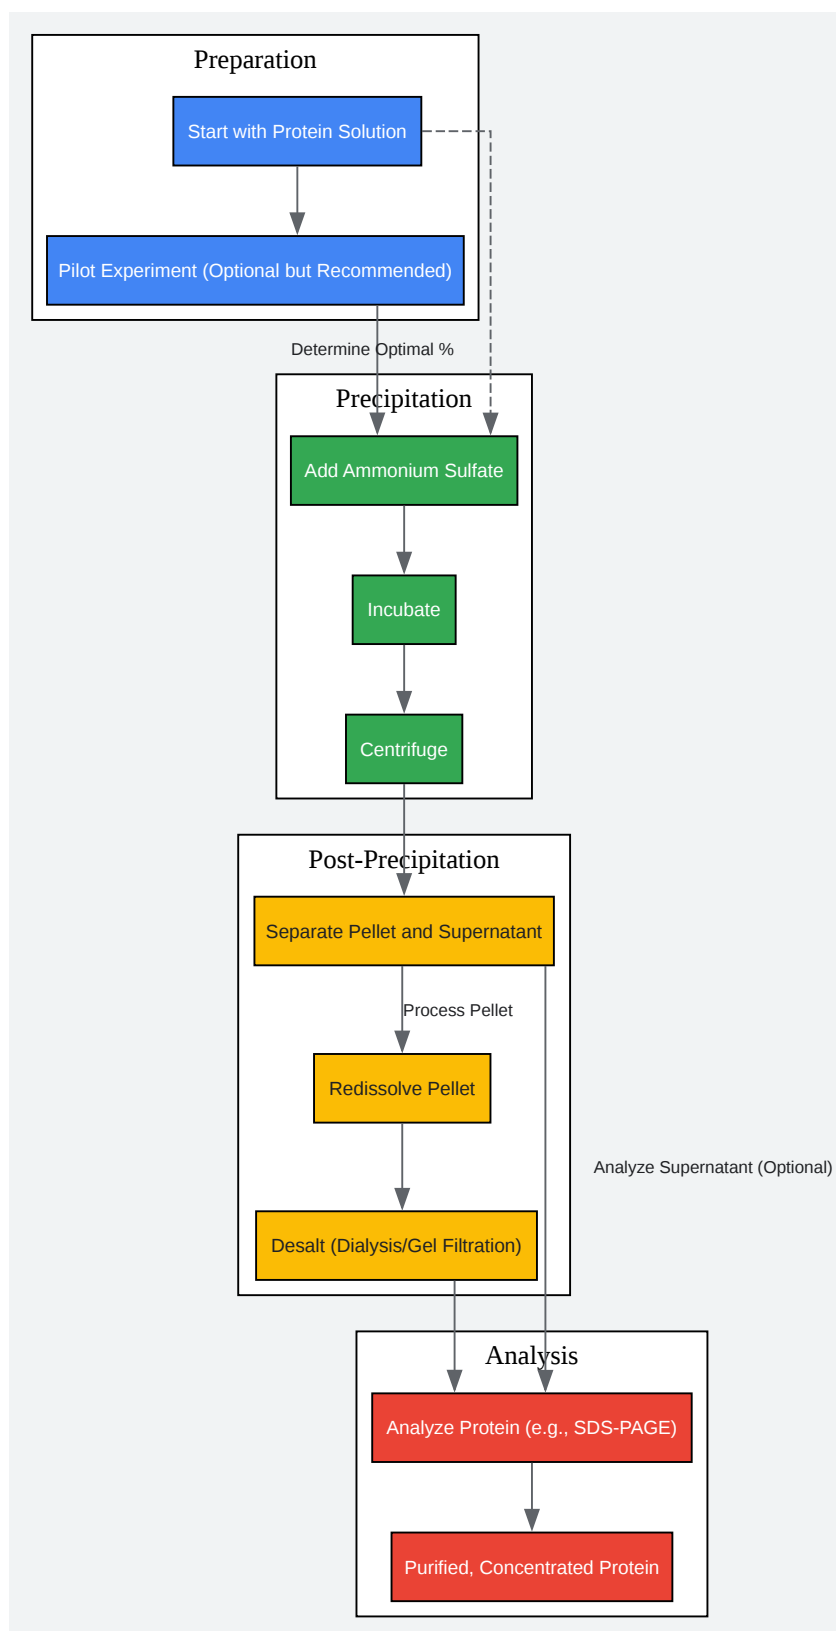 Preparation
Start with Protein Solution
Pilot Experiment (Optional but Recommended)
Determine Optimal %
Precipitation
Add Ammonium Sulfate
Incubate
Centrifuge
Post-Precipitation
Separate Pellet and Supernatant
Process Pellet
Redissolve Pellet
Analyze Supernatant (Optional)
Desalt (Dialysis/Gel Filtration)
Analysis
Analyze Protein (e.g., SDS-PAGE)
Purified, Concentrated Protein